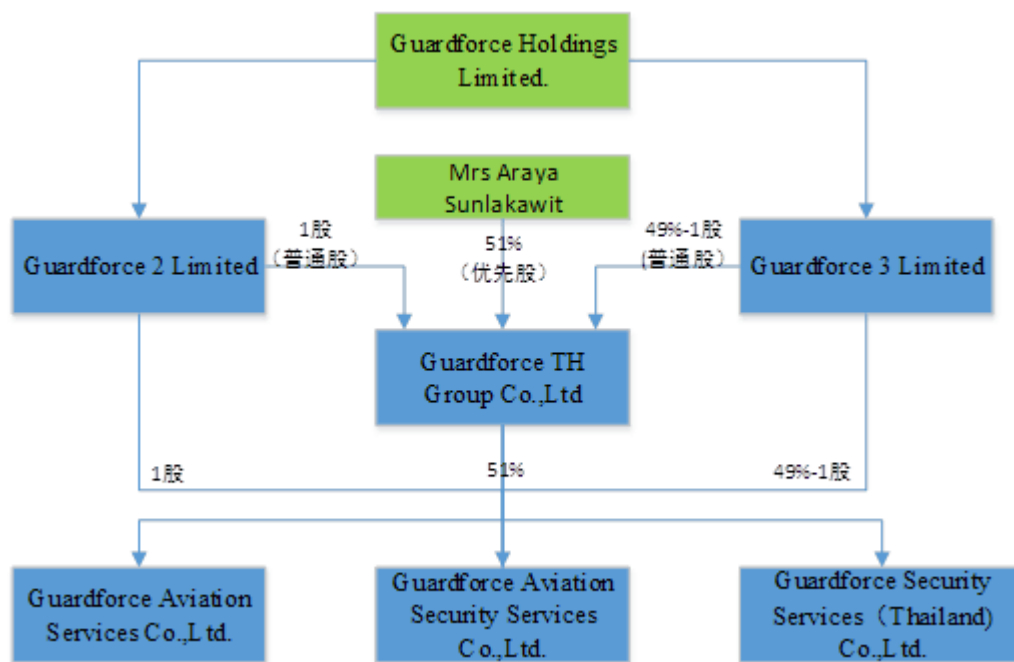 Guardforce Holdings
Limited.
Mrs Araya
Sunlakawit
1股
（普通股）
51%
（优先股）
49%-1股
（普通股）
Guardforce 2 Limited
Guardforce 3 Limited
Guardforce TH
Group Co.,Ltd
1股
51%
49%-1股
Guardforce Aviation
Services Co.,Ltd.
Guardforce Aviation
Security Services
Co.,Ltd.
Guardforce Security
Services（Thailand)
Co.,Ltd.